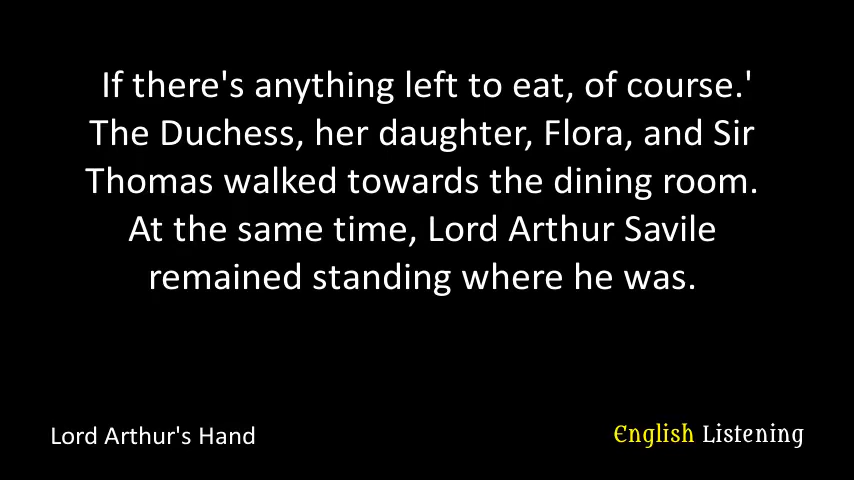 If there's anything left to eat, of course.'
The Duchess, her daughter, Flora, and Sir
Thomas walked towards the dining room.
At the same time, Lord Arthur Savile
remained standing where he was.
Lord Arthur's Hand
English Listening